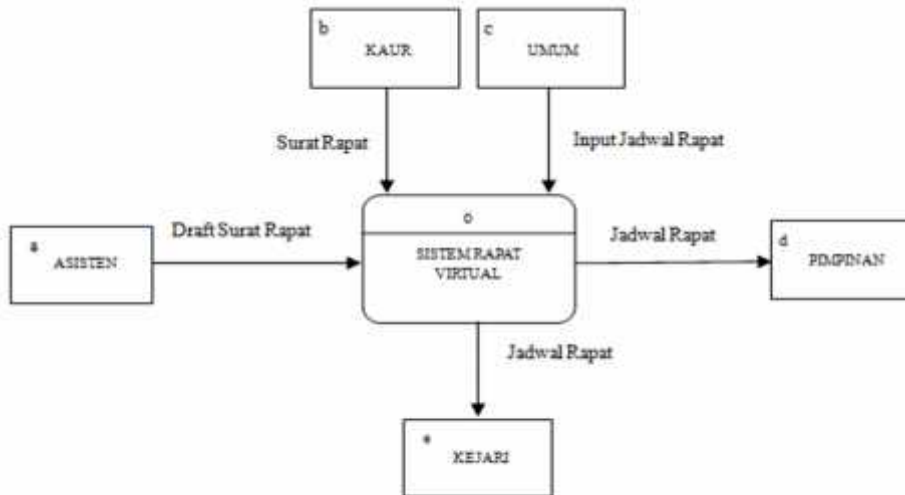 b
KAUR
c
UMUM
Surat Rapat
Input Jadwal Rapat
a
ASISTEN
Draft Surat Rapat
0
SISTEM RAPAT
VIRTUAL
Jadwal Rapat
d
PIMPINAN
Jadwal Rapat
e
KEJARI